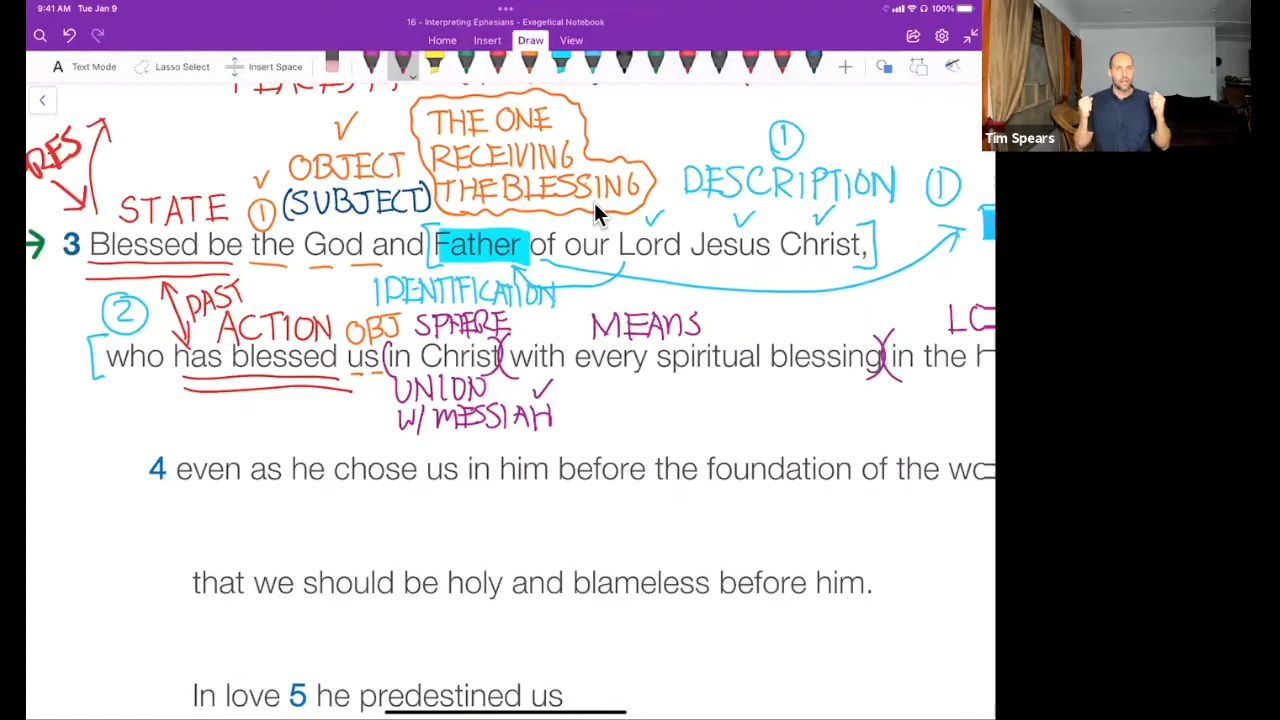 9:41 AM Tue Jan 9
100%
16 - Interpreting Ephesians - Exegetical Notebook
Home Insert Draw View
Text Mode Lasso Select Insert Space
Tim Spears
THE ONE
RECEIVING
THE BLESSING
RES
OBJECT
(SUBJECT)
1
DESCRIPTION 1
STATE 1
3 Blessed be the God and [Father of our Lord Jesus Christ,]
IDENTIFICATION
2 PAST
ACTION OBJ SPHERE MEANS
[who has blessed us (in Christ) (with every spiritual blessing) (in the
UNION
W/ MESSIAH
4 even as he chose us in him before the foundation of the
that we should be holy and blameless before him.
In love 5 he predestined us